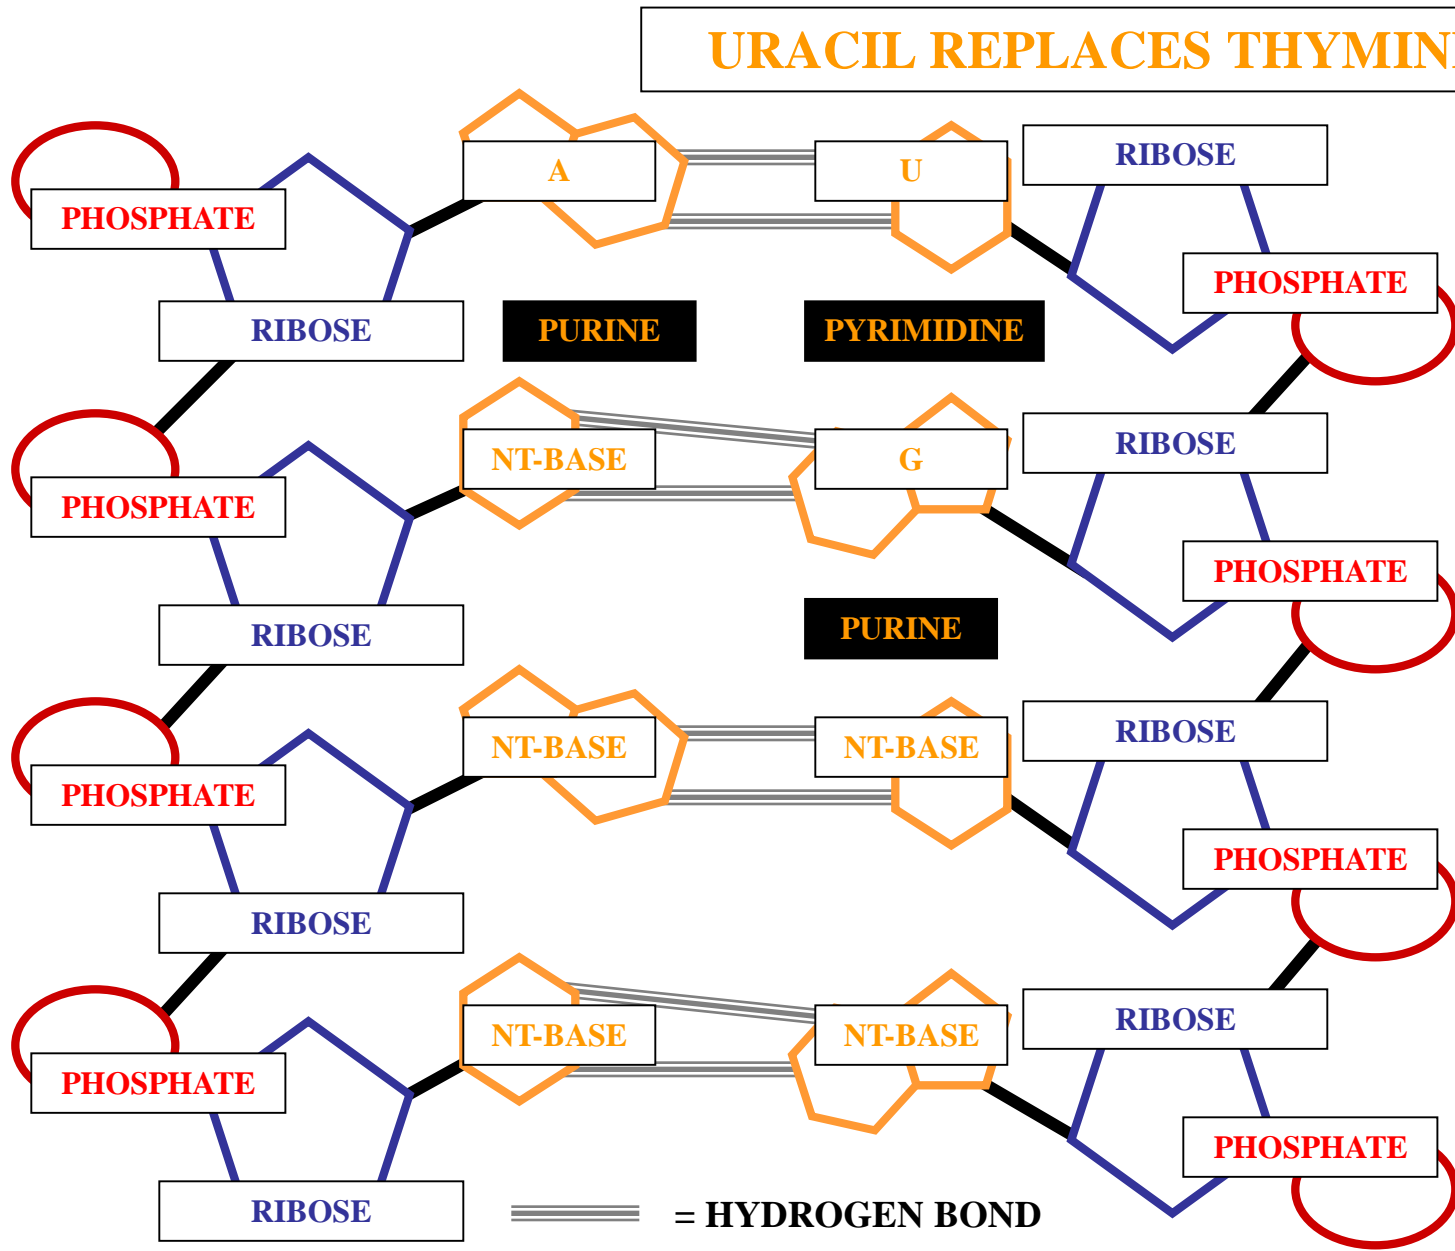 URACIL REPLACES THYMIN
RIBOSE
A
U
PHOSPHATE
PHOSPHATE
RIBOSE
PURINE
PYRIMIDINE
RIBOSE
NT-BASE
G
PHOSPHATE
PHOSPHATE
RIBOSE
PURINE
RIBOSE
NT-BASE
NT-BASE
PHOSPHATE
PHOSPHATE
RIBOSE
RIBOSE
NT-BASE
NT-BASE
PHOSPHATE
PHOSPHATE
RIBOSE
= HYDROGEN BOND